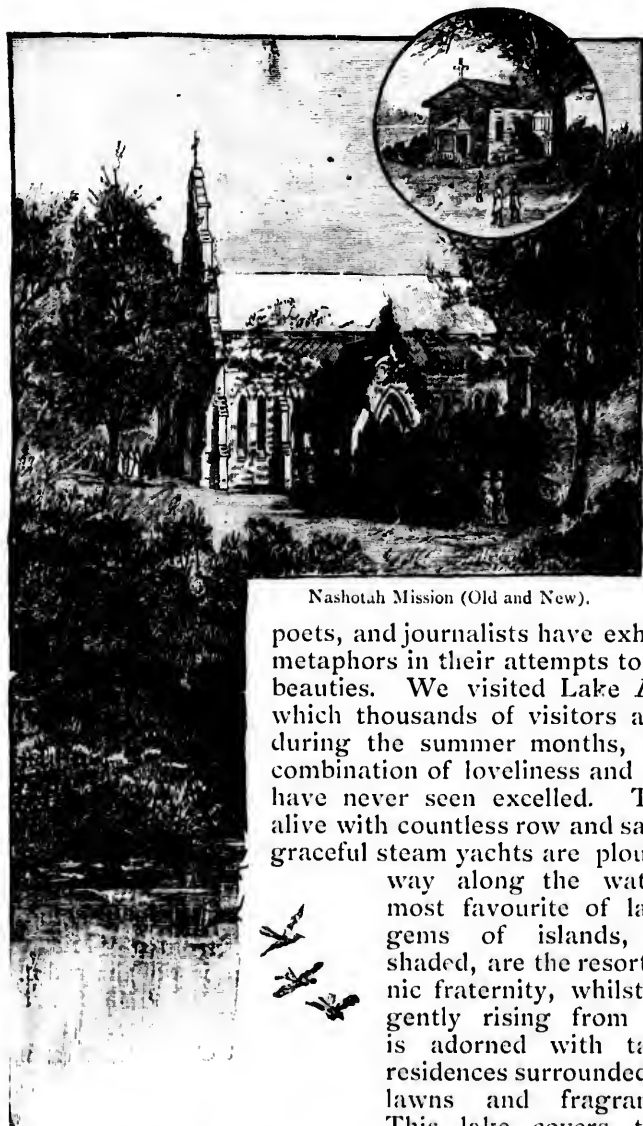 Nashotah Mission (Old and New).
poets, and journalists have exh
metaphors in their attempts to
beauties. We visited Lake
which thousands of visitors a
during the summer months,
combination of loveliness and
have never seen excelled. T
alive with countless row and sa
graceful steam yachts are plou
way along the wat
most favourite of la
gems of islands,
shaded, are the resort
nic fraternity, whilst
gently rising from
is adorned with ta
residences surrounded
lawns and fragran
This lake covers